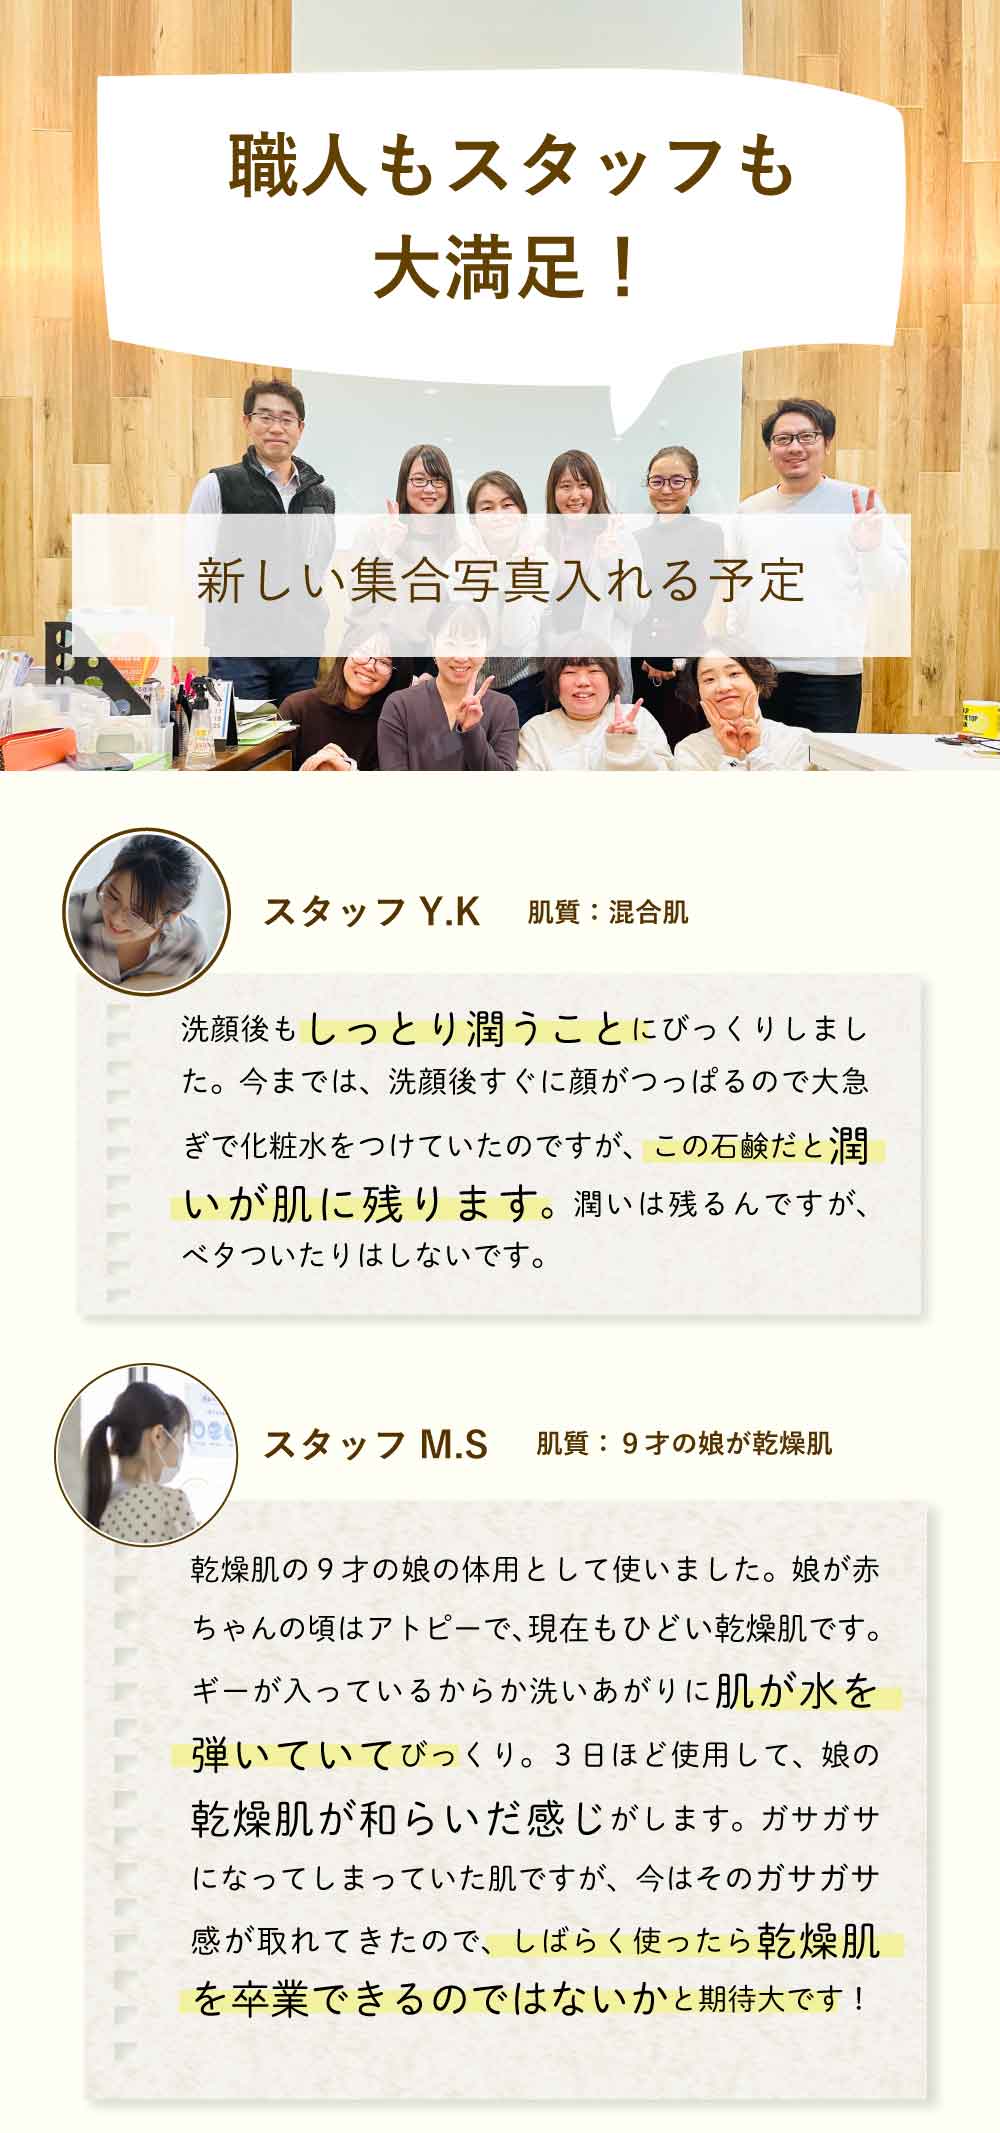 職人もスタッフも
大満足！
新しい集合写真入れる予定
スタッフ Y.K　肌質：混合肌
洗顔後もしっとり潤うことにびっくりしまし
た。今までは、洗顔後すぐに顔がつっぱるので大急
ぎで化粧水をつけていたのですが、この石鹸だと潤
いが肌に残ります。潤いは残るんですが、
ベタついたりはしないです。
スタッフ M.S　肌質：９才の娘が乾燥肌
乾燥肌の９才の娘の体用として使いました。娘が赤
ちゃんの頃はアトピーで、現在もひどい乾燥肌です。
ギーが入っているからか洗いあがりに肌が水を
弾いていてびっくり。３日ほど使用して、娘の
乾燥肌が和らいだ感じがします。ガサガサ
になってしまっていた肌ですが、今はそのガサガサ
感が取れてきたので、しばらく使ったら乾燥肌
を卒業できるのではないかと期待大です！